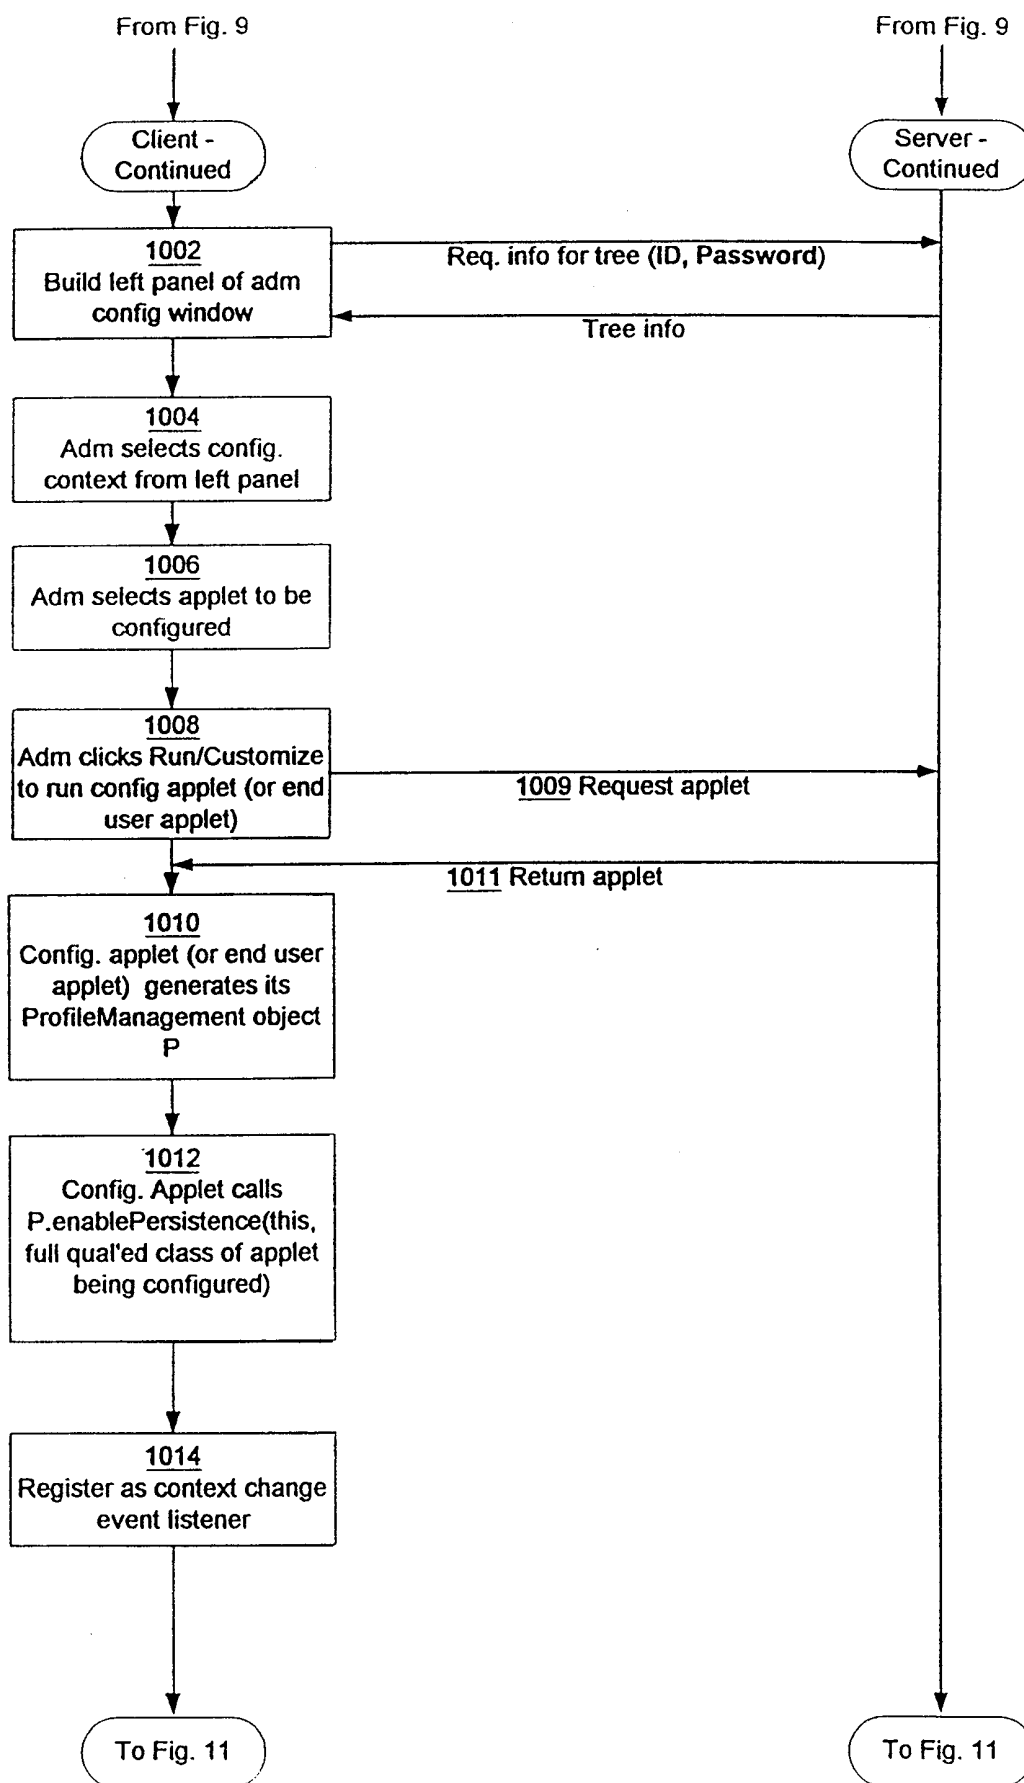 From Fig. 9
From Fig. 9
Client -
Continued
Server -
Continued
1002
Build left panel of adm
config window
Req. info for tree (ID, Password)
Tree info
1004
Adm selects config.
context from left panel
1006
Adm selects applet to be
configured
1008
Adm clicks Run/Customize
to run config applet (or end
user applet)
1009 Request applet
1011 Return applet
1010
Config. applet (or end user
applet) generates its
ProfileManagement object
P
1012
Config. Applet calls
P.enablePersistence(this,
full qual'ed class of applet
being configured)
1014
Register as context change
event listener
To Fig. 11
To Fig. 11